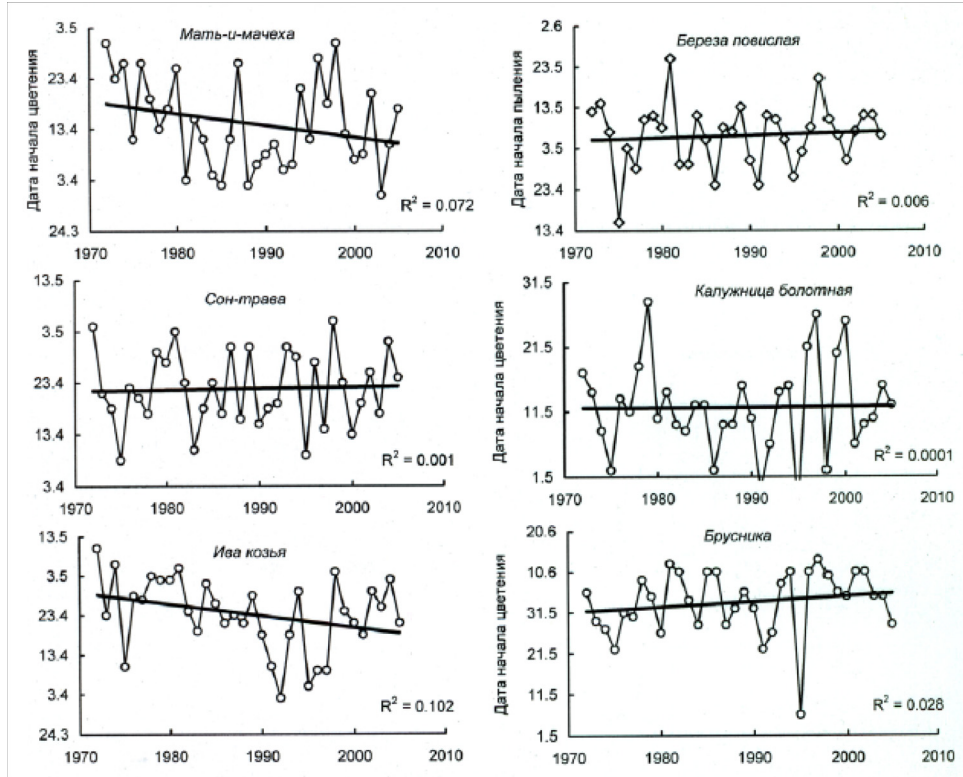 Мать-и-мачеха
Дата начала цветения
3.5
23.4
13.4
3.4
24.3
R² = 0.072
1970 1980 1990 2000 2010
Береза повислая
Дата начала пыления
2.6
23.5
13.5
3.5
23.4
13.4
R² = 0.006
1970 1980 1990 2000 2010
Сон-трава
13.5
3.5
23.4
13.4
3.4
R² = 0.001
1970 1980 1990 2000 2010
Калужница болотная
Дата начала цветения
31.5
21.5
11.5
1.5
R² = 0.0001
1970 1980 1990 2000 2010
Ива козья
13.5
3.5
23.4
13.4
3.4
24.3
R² = 0.102
1970 1980 1990 2000 2010
Брусника
Дата начала цветения
20.6
10.6
31.5
21.5
11.5
1.5
R² = 0.028
1970 1980 1990 2000 2010